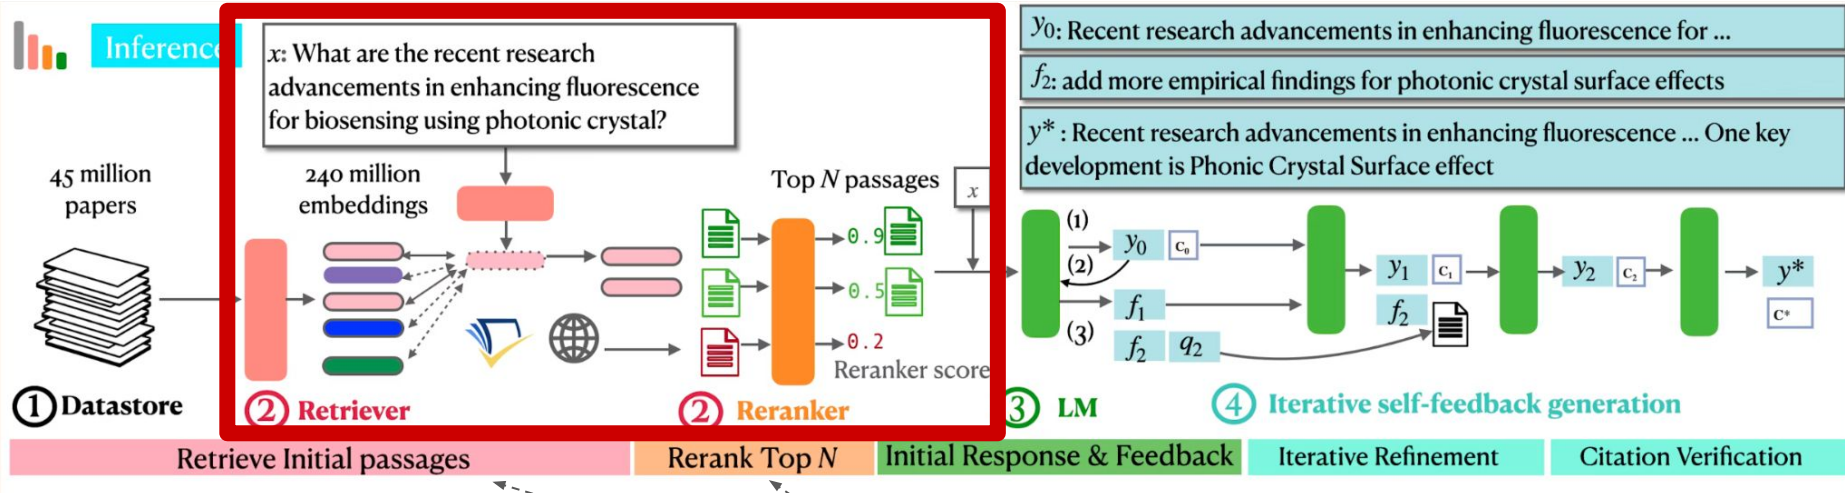 Inference
x: What are the recent research
advancements in enhancing fluorescence
for biosensing using photonic crystal?
y0: Recent research advancements in enhancing fluorescence for ...
f2: add more empirical findings for photonic crystal surface effects
y* : Recent research advancements in enhancing fluorescence ... One key
development is Phonic Crystal Surface effect
45 million
papers
240 million
embeddings
Top N passages
x
0.9
0.5
0.2
Reranker score
(1)
(2)
(3)
y0 C0
f1
f2 q2
y1 C1
f2
y2 C2
y*
C*
1 Datastore
2 Retriever
2 Reranker
3 LM
4 Iterative self-feedback generation
Retrieve Initial passages
Rerank Top N
Initial Response & Feedback
Iterative Refinement
Citation Verification